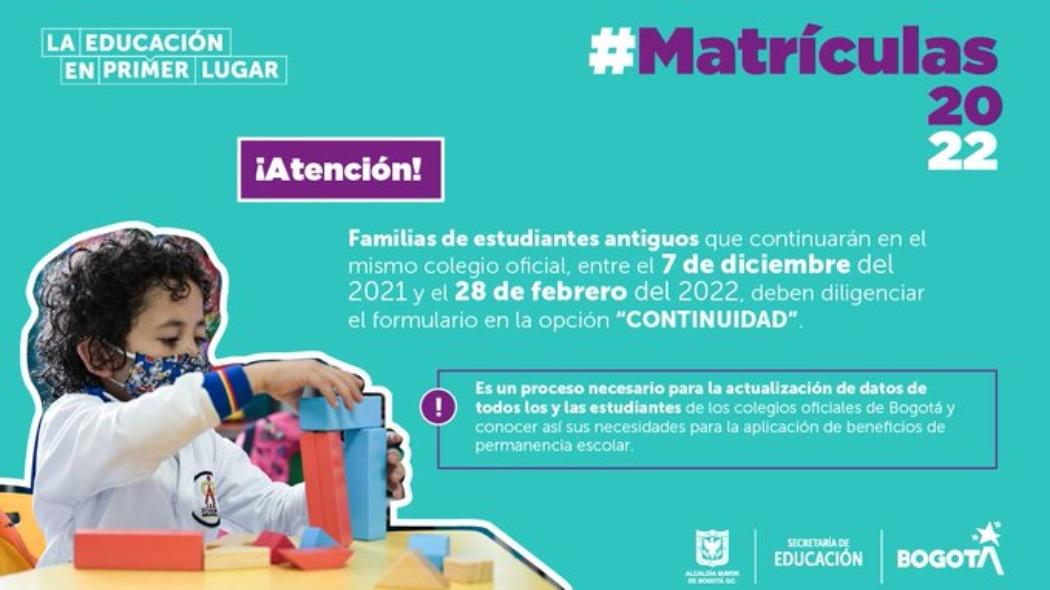 LA EDUCACIÓN
EN PRIMER LUGAR
#Matrículas
20
22
¡Atención!
Familias de estudiantes antiguos que continuarán en el
mismo colegio oficial, entre el 7 de diciembre del
2021 y el 28 de febrero del 2022, deben diligenciar
el formulario en la opción “CONTINUIDAD”.
!
Es un proceso necesario para la actualización de datos de
todos los y las estudiantes de los colegios oficiales de Bogotá y
conocer así sus necesidades para la aplicación de beneficios de
permanencia escolar.
ALCALDÍA MAYOR
DE BOGOTÁ D.C.
SECRETARÍA DE
EDUCACIÓN
BOGOTÁ